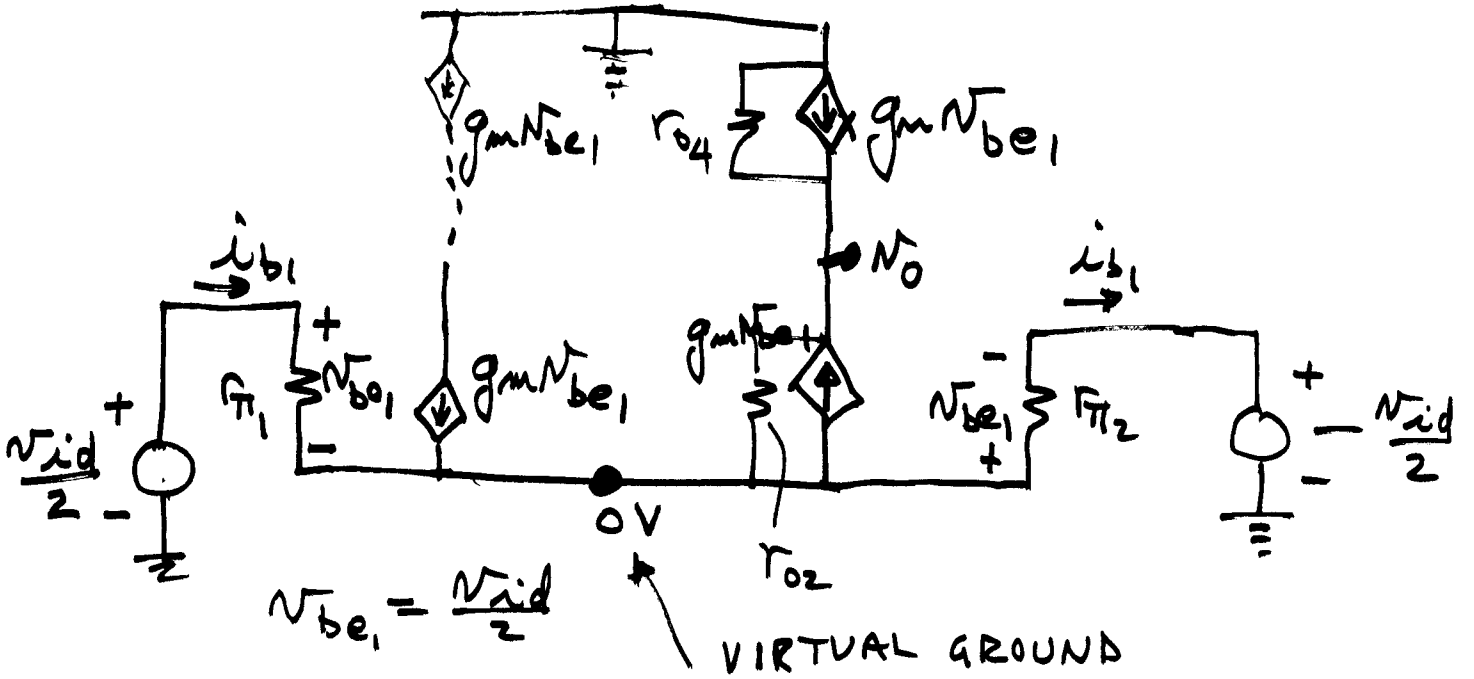 g_m v_be1
r_o4
g_m v_be1
i_b1
v_o
i_b1
g_m v_be1
+
r_π1
v_be1
-
g_m v_be1
-
v_be1
r_π2
+
+
v_id/2
-
+
- v_id/2
-
0V
r_o2
v_be1 = v_id/2
VIRTUAL GROUND